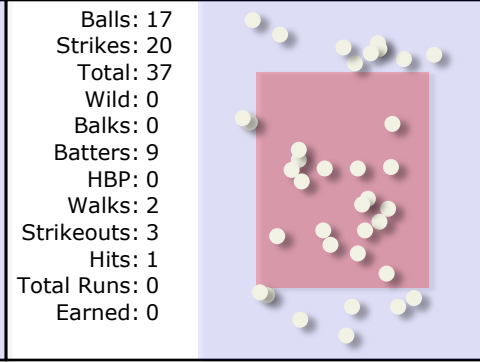 Balls: 17
Strikes: 20
Total: 37
Wild: 0
Balks: 0
Batters: 9
HBP: 0
Walks: 2
Strikeouts: 3
Hits: 1
Total Runs: 0
Earned: 0